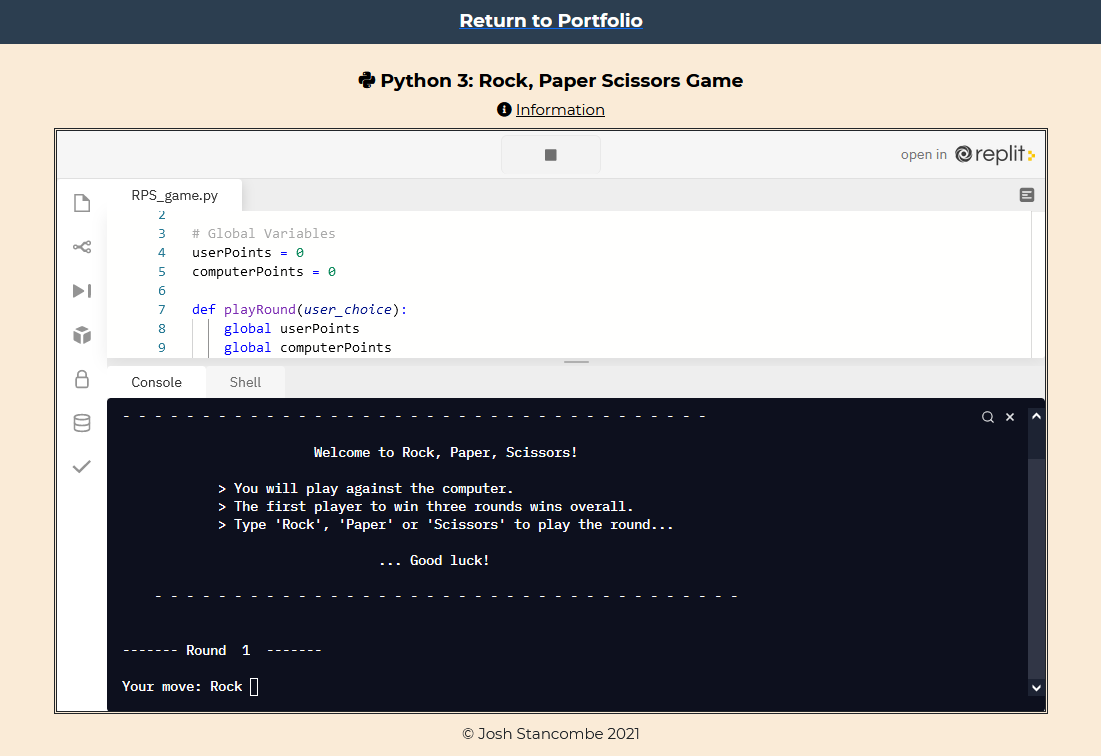 Return to Portfolio
Python 3: Rock, Paper Scissors Game
Information
open in replit
RPS_game.py
2
3 # Global Variables
4 userPoints = 0
5 computerPoints = 0
6
7 def playRound(user_choice):
8 global userPoints
9 global computerPoints
Console Shell
- - - - - - - - - - - - - - - - - - - - - - - - - - - - - - - - - - - - -
Welcome to Rock, Paper, Scissors!
> You will play against the computer.
> The first player to win three rounds wins overall.
> Type 'Rock', 'Paper' or 'Scissors' to play the round...
... Good luck!
- - - - - - - - - - - - - - - - - - - - - - - - - - - - - - - - - - - - -
------- Round 1 -------
Your move: Rock
© Josh Stancombe 2021